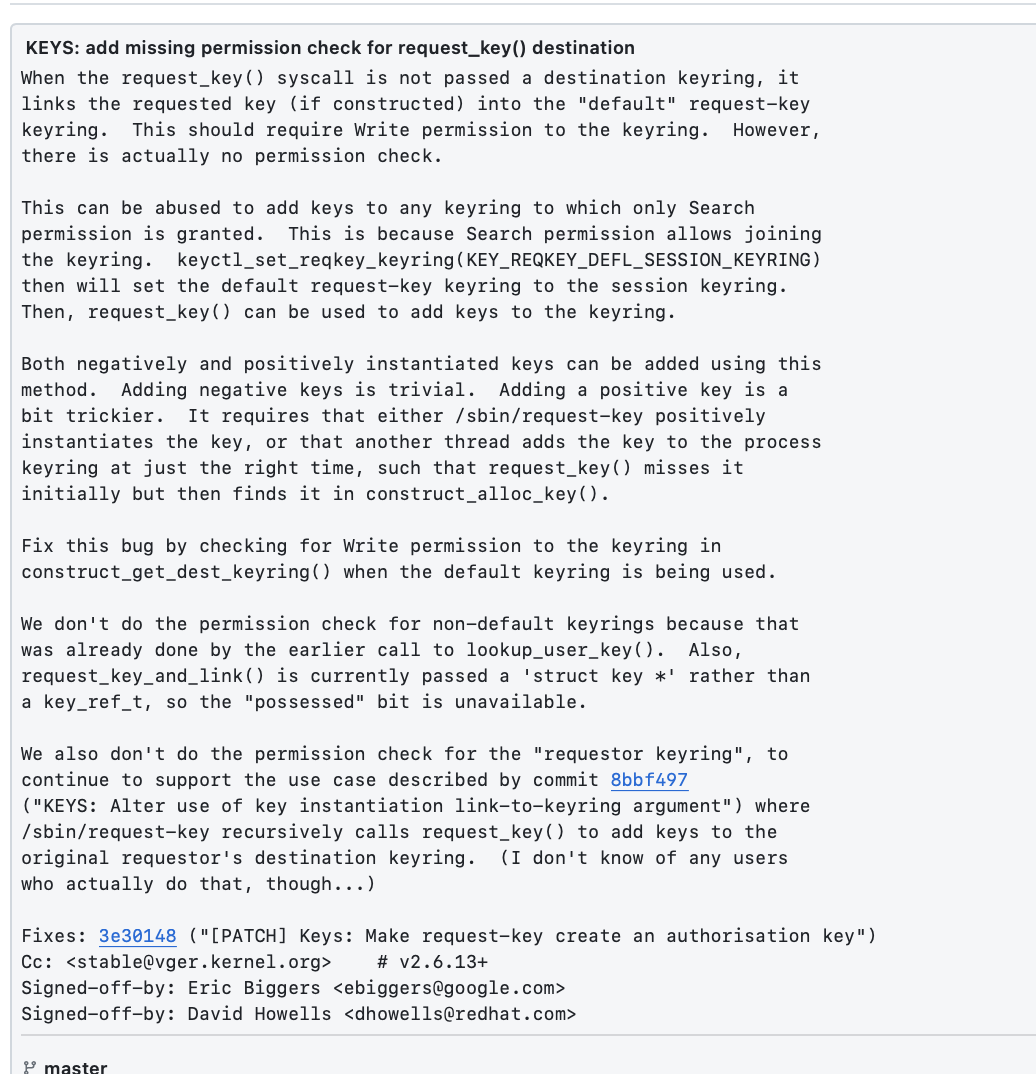 KEYS: add missing permission check for request_key() destination
When the request_key() syscall is not passed a destination keyring, it
links the requested key (if constructed) into the "default" request-key
keyring.  This should require Write permission to the keyring.  However,
there is actually no permission check.

This can be abused to add keys to any keyring to which only Search
permission is granted.  This is because Search permission allows joining
the keyring.  keyctl_set_reqkey_keyring(KEY_REQKEY_DEFL_SESSION_KEYRING)
then will set the default request-key keyring to the session keyring.
Then, request_key() can be used to add keys to the keyring.

Both negatively and positively instantiated keys can be added using this
method.  Adding negative keys is trivial.  Adding a positive key is a
bit trickier.  It requires that either /sbin/request-key positively
instantiates the key, or that another thread adds the key to the process
keyring at just the right time, such that request_key() misses it
initially but then finds it in construct_alloc_key().

Fix this bug by checking for Write permission to the keyring in
construct_get_dest_keyring() when the default keyring is being used.

We don't do the permission check for non-default keyrings because that
was already done by the earlier call to lookup_user_key().  Also,
request_key_and_link() is currently passed a 'struct key *' rather than
a key_ref_t, so the "possessed" bit is unavailable.

We also don't do the permission check for the "requestor keyring", to
continue to support the use case described by commit 8bbf497
("KEYS: Alter use of key instantiation link-to-keyring argument") where
/sbin/request-key recursively calls request_key() to add keys to the
original requestor's destination keyring.  (I don't know of any users
who actually do that, though...)

Fixes: 3e30148 ("[PATCH] Keys: Make request-key create an authorisation key")
Cc: <stable@vger.kernel.org>    # v2.6.13+
Signed-off-by: Eric Biggers <ebiggers@google.com>
Signed-off-by: David Howells <dhowells@redhat.com>
master